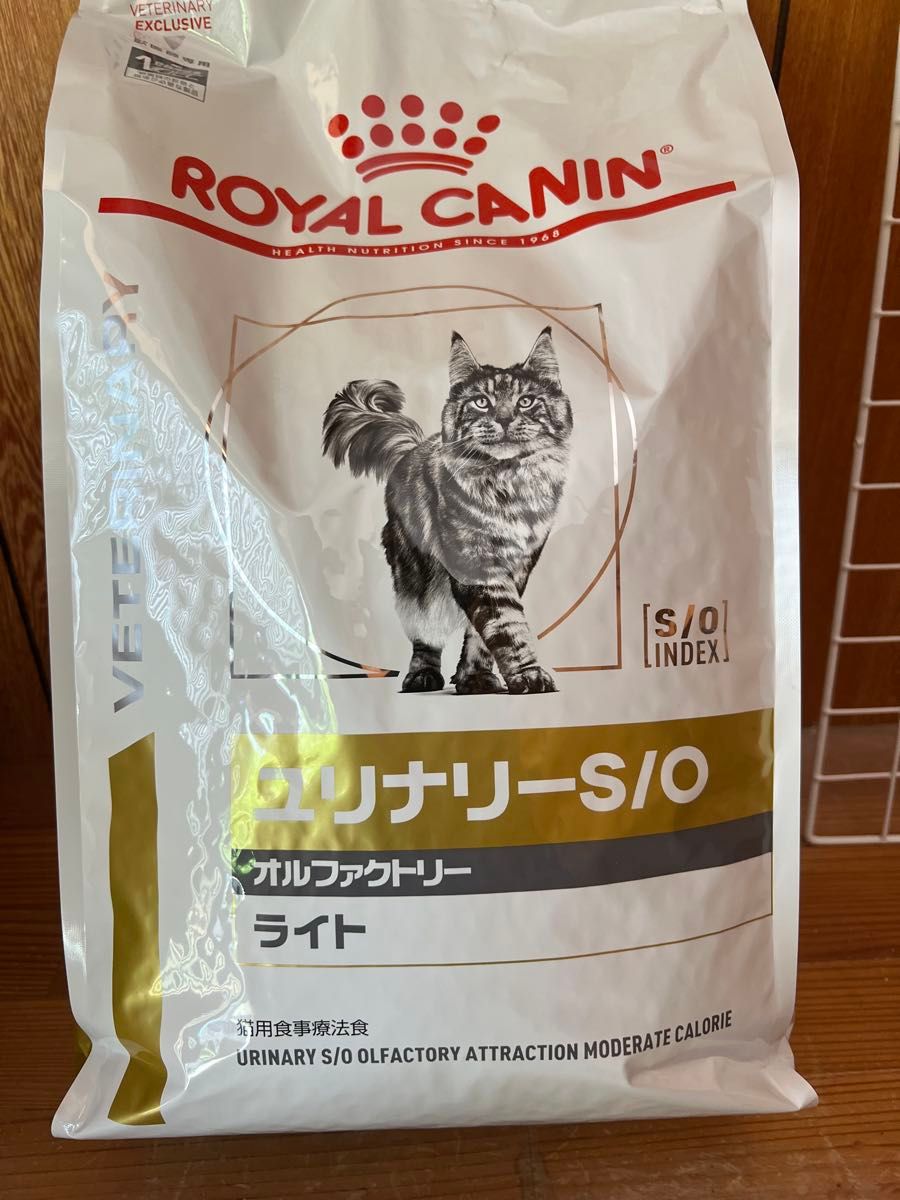 VETERINARY
EXCLUSIVE
ROYAL CANIN®
HEALTH NUTRITION SINCE 1968
VETERINARY
[S/O]
INDEX
ユリナリーS/O
オルファクトリー
ライト
猫用食事療法食
URINARY S/O OLFACTORY ATTRACTION MODERATE CALORIE